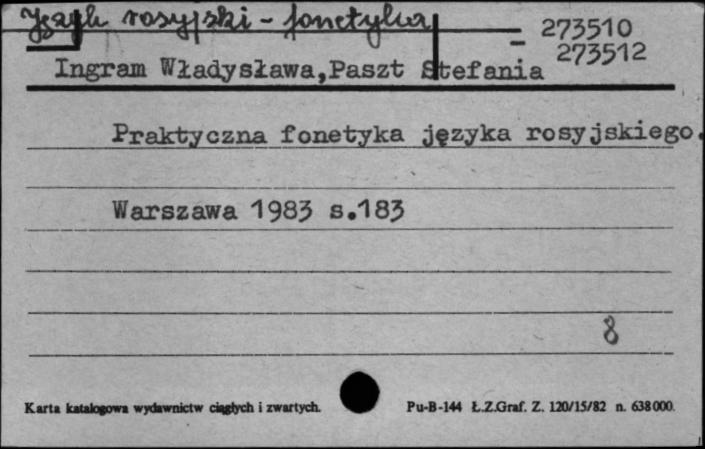 Język rosyjski - fonetyka
273510
- 273512
Ingram Władysława,Paszt Stefania
Praktyczna fonetyka języka rosyjskiego.
Warszawa 1983 s.183
8
Karta katalogowa wydawnictw ciągłych i zwartych.
Pu-B-144 Ł.Z.Graf. Z. 120/15/82 n. 638000.